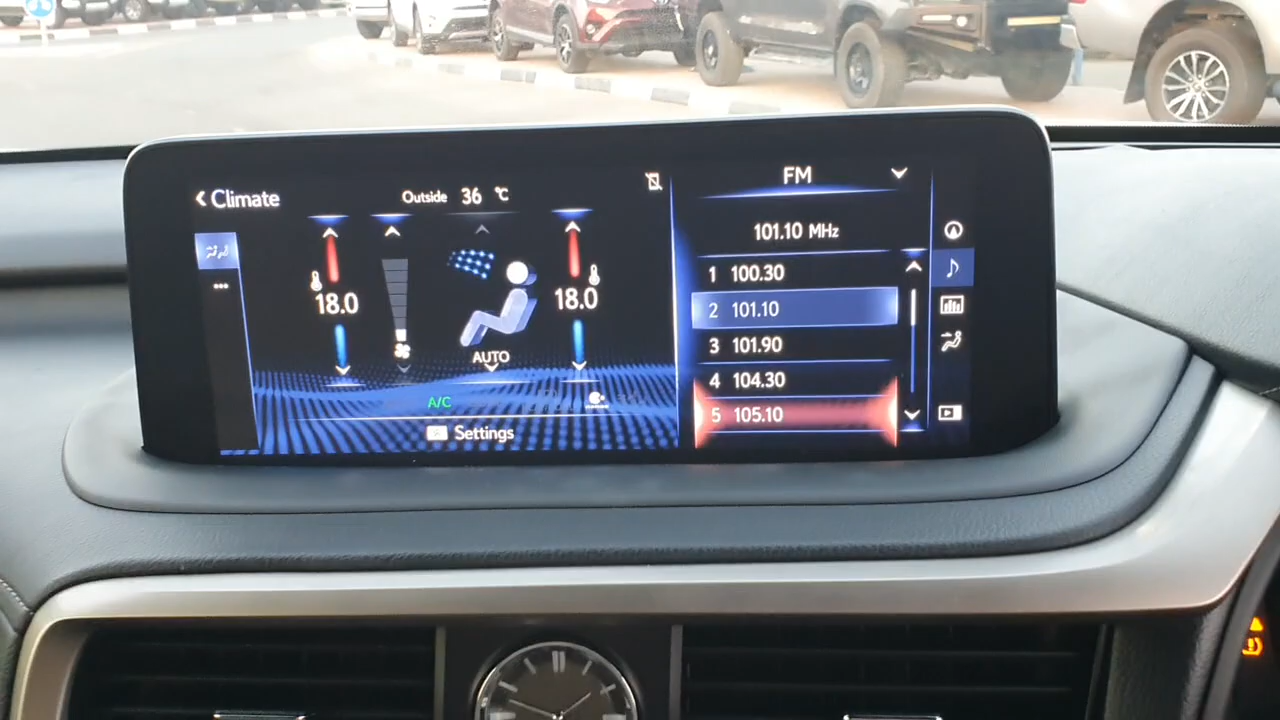 Climate
Outside 36 °C
18.0
18.0
AUTO
A/C
Settings
FM
101.10 MHz
1 100.30
2 101.10
3 101.90
4 104.30
5 105.10